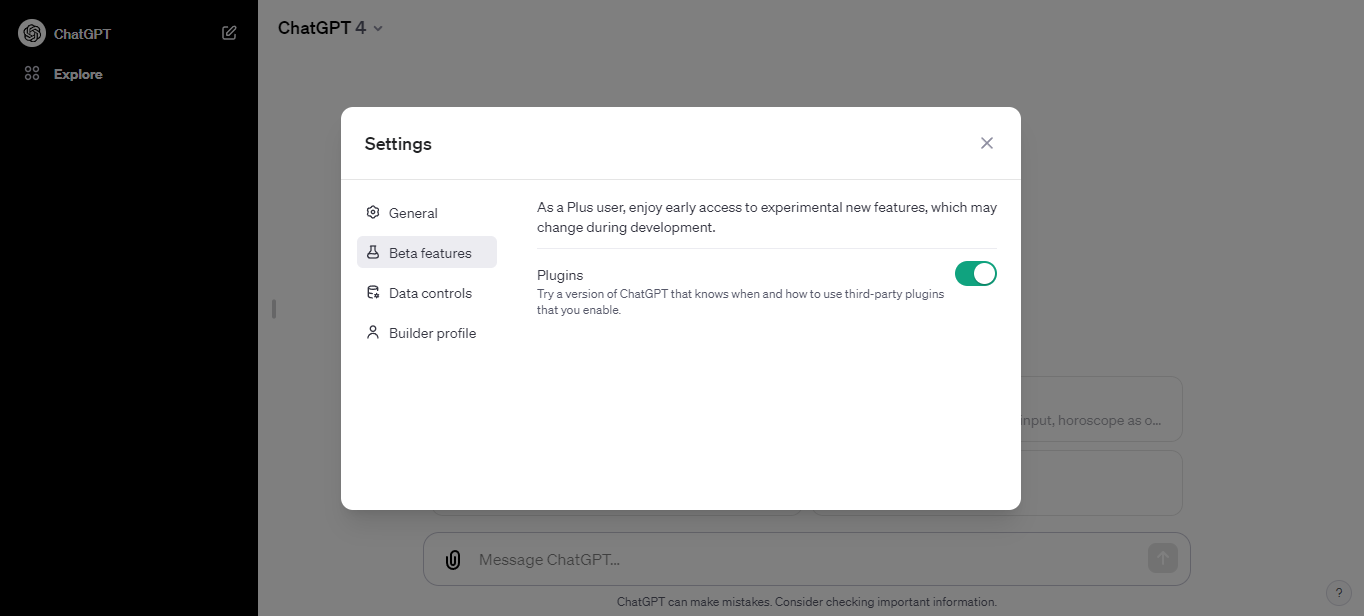 ChatGPT
Explore
ChatGPT 4
Settings
General
Beta features
Data controls
Builder profile
As a Plus user, enjoy early access to experimental new features, which may
change during development.
Plugins
Try a version of ChatGPT that knows when and how to use third-party plugins
that you enable.
input, horoscope as o...
Message ChatGPT...
ChatGPT can make mistakes. Consider checking important information.
?